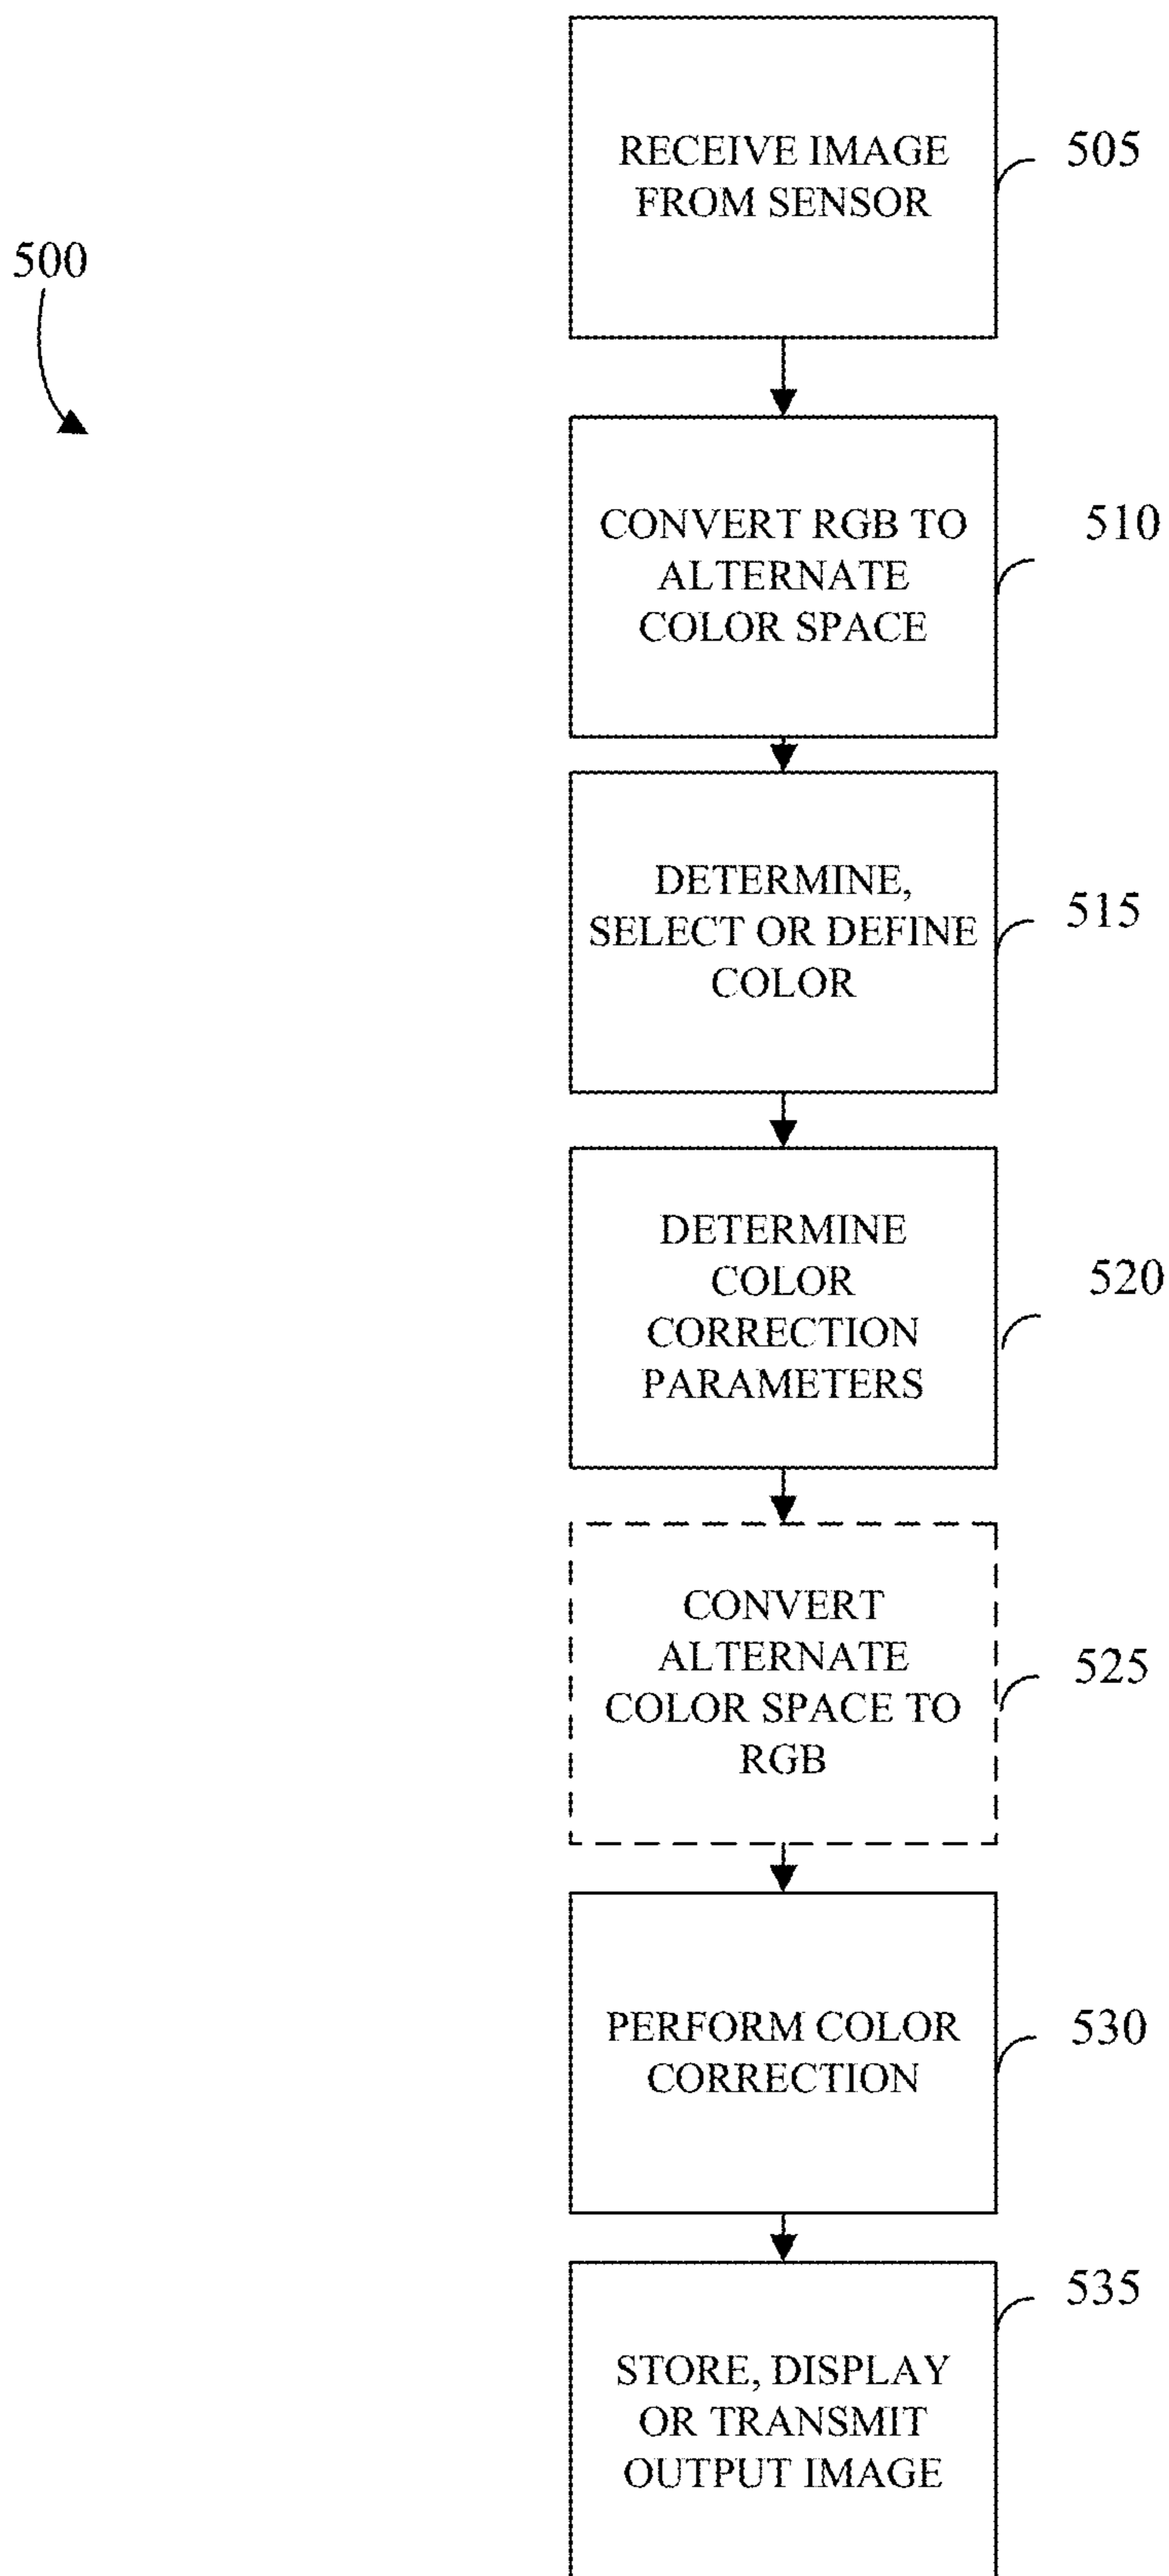 RECEIVE IMAGE
FROM SENSOR
505
500
CONVERT RGB TO
ALTERNATE
COLOR SPACE
510
DETERMINE,
SELECT OR DEFINE
COLOR
515
DETERMINE
COLOR
CORRECTION
PARAMETERS
520
CONVERT
ALTERNATE
COLOR SPACE TO
RGB
525
PERFORM COLOR
CORRECTION
530
STORE, DISPLAY
OR TRANSMIT
OUTPUT IMAGE
535